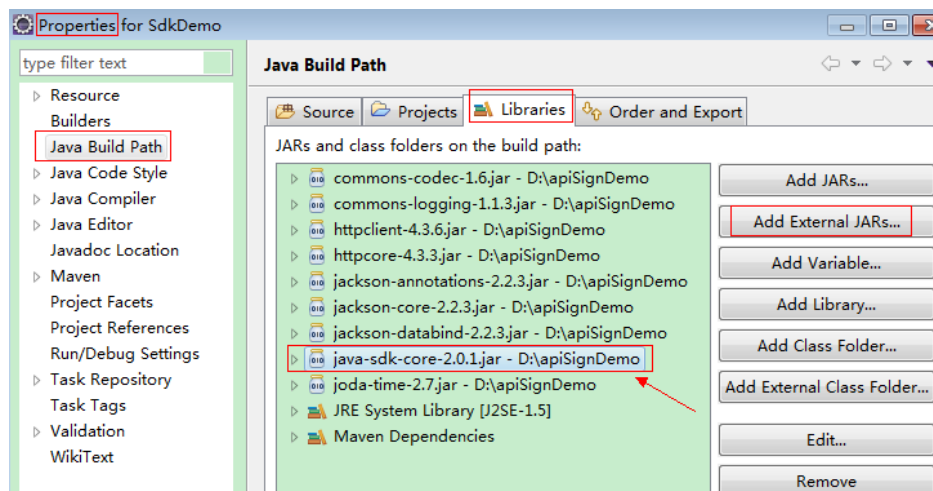 Properties for SdkDemo
type filter text
Resource
Builders
Java Build Path
Java Code Style
Java Compiler
Java Editor
Javadoc Location
Maven
Project Facets
Project References
Run/Debug Settings
Task Repository
Task Tags
Validation
WikiText
Java Build Path
Source
Projects
Libraries
Order and Export
JARs and class folders on the build path:
commons-codec-1.6.jar - D:\apiSignDemo
commons-logging-1.1.3.jar - D:\apiSignDemo
httpclient-4.3.6.jar - D:\apiSignDemo
httpcore-4.3.3.jar - D:\apiSignDemo
jackson-annotations-2.2.3.jar - D:\apiSignDemo
jackson-core-2.2.3.jar - D:\apiSignDemo
jackson-databind-2.2.3.jar - D:\apiSignDemo
java-sdk-core-2.0.1.jar - D:\apiSignDemo
joda-time-2.7.jar - D:\apiSignDemo
JRE System Library [J2SE-1.5]
Maven Dependencies
Add JARs...
Add External JARs...
Add Variable...
Add Library...
Add Class Folder...
Add External Class Folder...
Edit...
Remove